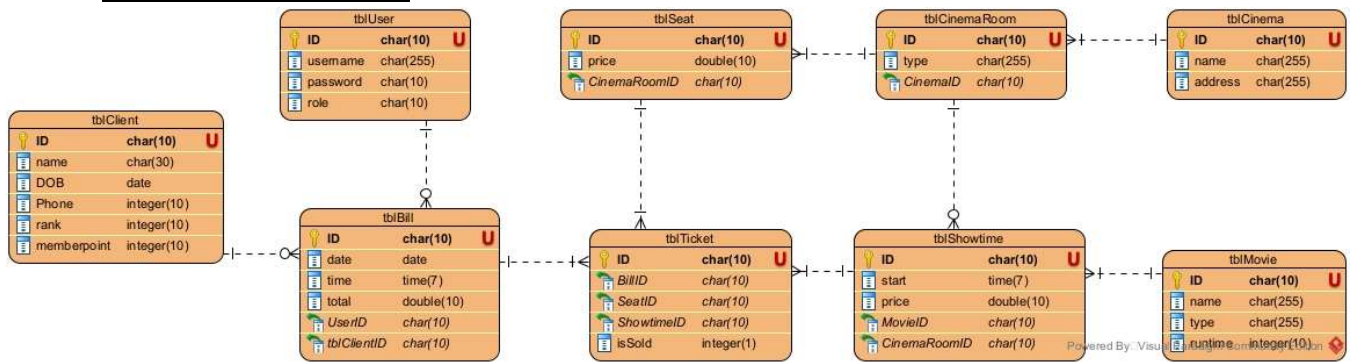 tblUser
ID char(10) U
username char(255)
password char(10)
role char(10)
tblSeat
ID char(10) U
price double(10)
CinemaRoomID char(10)
tblCinemaRoom
ID char(10) U
type char(255)
CinemaID char(10)
tblCinema
ID char(10) U
name char(255)
address char(255)
tblClient
ID char(10) U
name char(30)
DOB date
Phone integer(10)
rank integer(10)
memberpoint integer(10)
tblBill
ID char(10) U
date date
time time(7)
total double(10)
UserID char(10)
tblClientID char(10)
tblTicket
ID char(10) U
BillID char(10)
SeatID char(10)
ShowtimeID char(10)
isSold integer(1)
tblShowtime
ID char(10) U
start time(7)
price double(10)
MovieID char(10)
CinemaRoomID char(10)
tblMovie
ID char(10) U
name char(255)
type char(255)
runtime integer(10)
Powered By: Visual Paradigm Community Edition